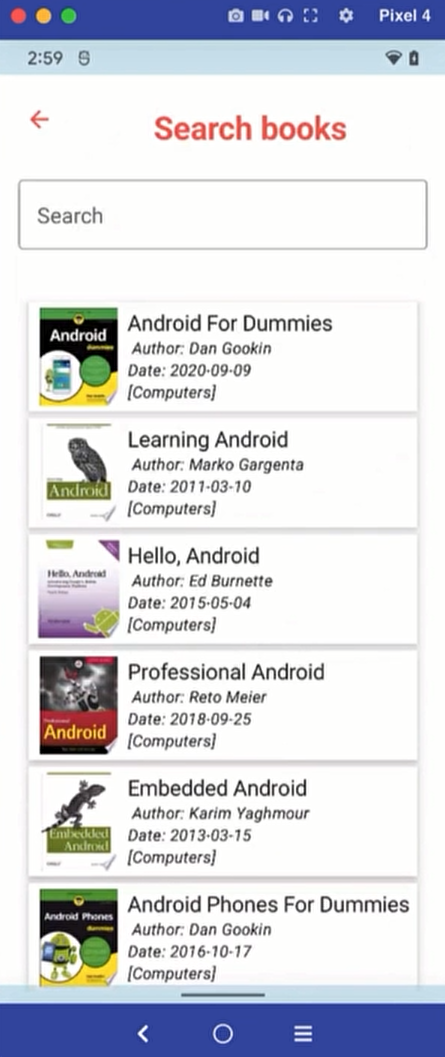 Pixel 4
2:59
Search books
Search
Android
dummies
Android For Dummies
Author: Dan Gookin
Date: 2020-09-09
[Computers]
Android
Learning Android
Author: Marko Gargenta
Date: 2011-03-10
[Computers]
Hello, Android
Hello, Android
Author: Ed Burnette
Date: 2015-05-04
[Computers]
Professional
Android
Professional Android
Author: Reto Meier
Date: 2018-09-25
[Computers]
Embedded
Android
Embedded Android
Author: Karim Yaghmour
Date: 2013-03-15
[Computers]
Android Phones
dummies
Android Phones For Dummies
Author: Dan Gookin
Date: 2016-10-17
[Computers]